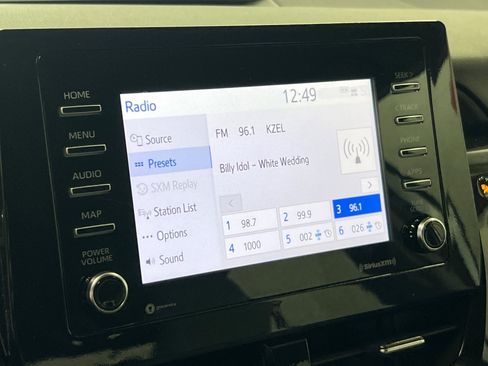 Radio
12:49
HOME
MENU
AUDIO
MAP
POWER
VOLUME
Source
Presets
SXM Replay
Station List
Options
Sound
FM 96.1 KZEL
Billy Idol – White Wedding
1 98.7
2 99.9
3 96.1
4 1000
5 002
6 026
SEEK >
< TRACK
PHONE
APPS
((SiriusXM))